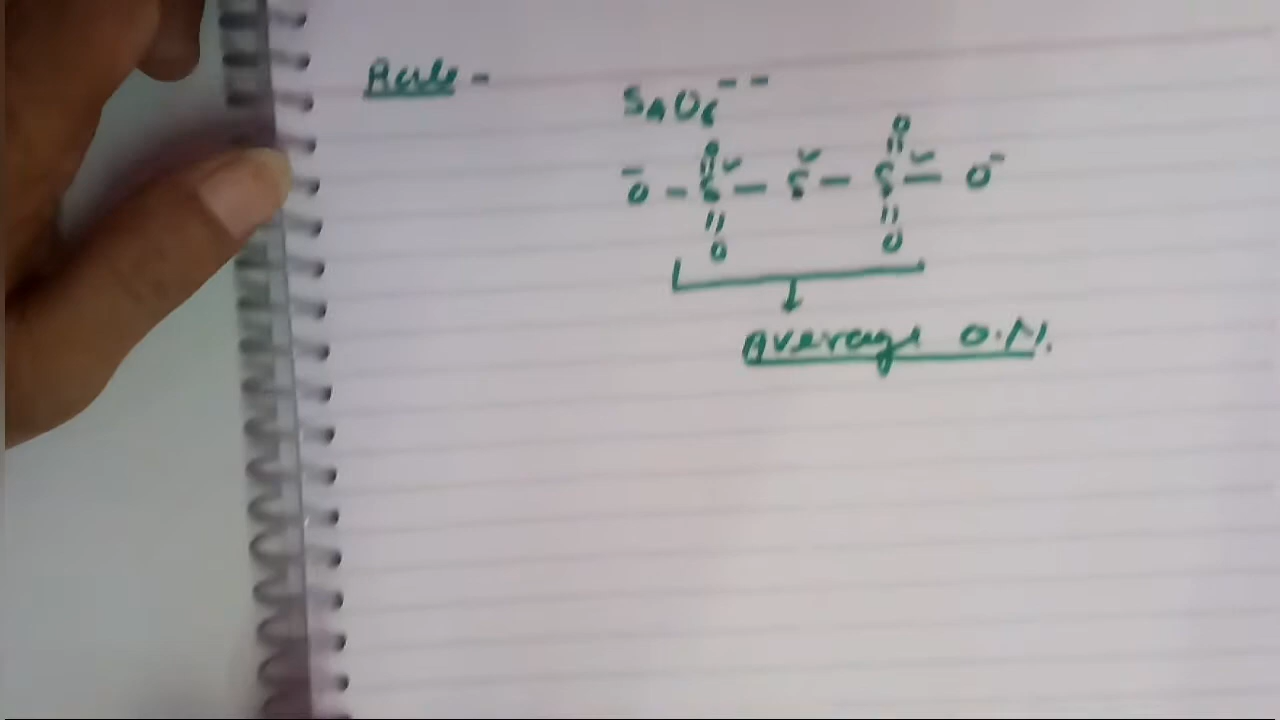 Rule -
S4O6--
O O
-O - S - S - S - O-
O O
Average O.N.